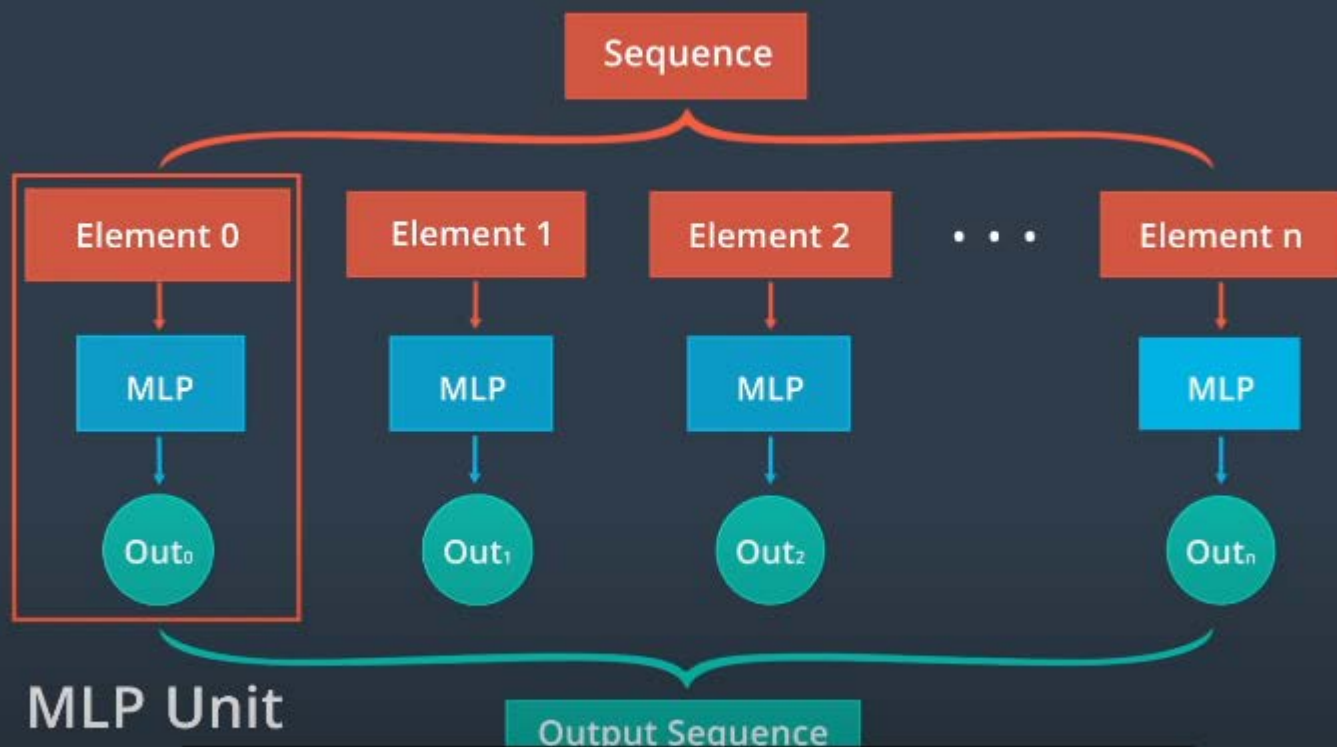 Sequence
Element 0
Element 1
Element 2
. . .
Element n
MLP
MLP
MLP
MLP
Out₀
Out₁
Out₂
Outₙ
MLP Unit
Output Sequence